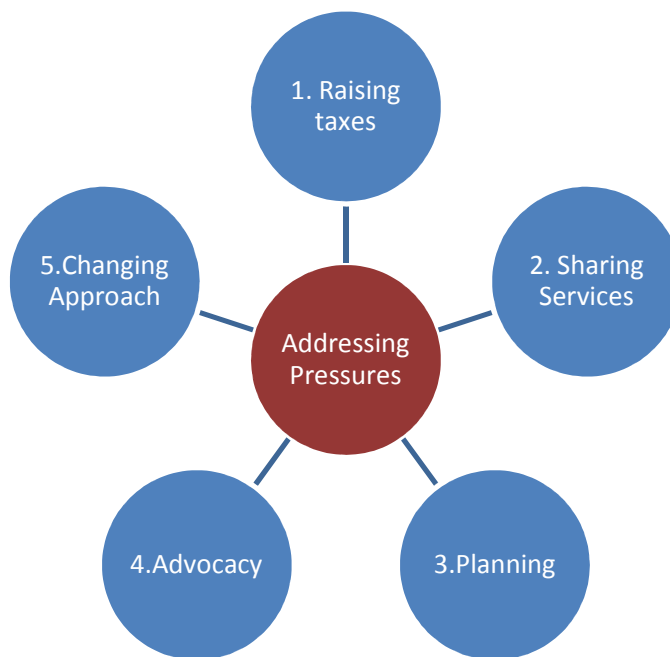 1. Raising
taxes
2. Sharing
Services
3.Planning
4.Advocacy
5.Changing
Approach
Addressing
Pressures